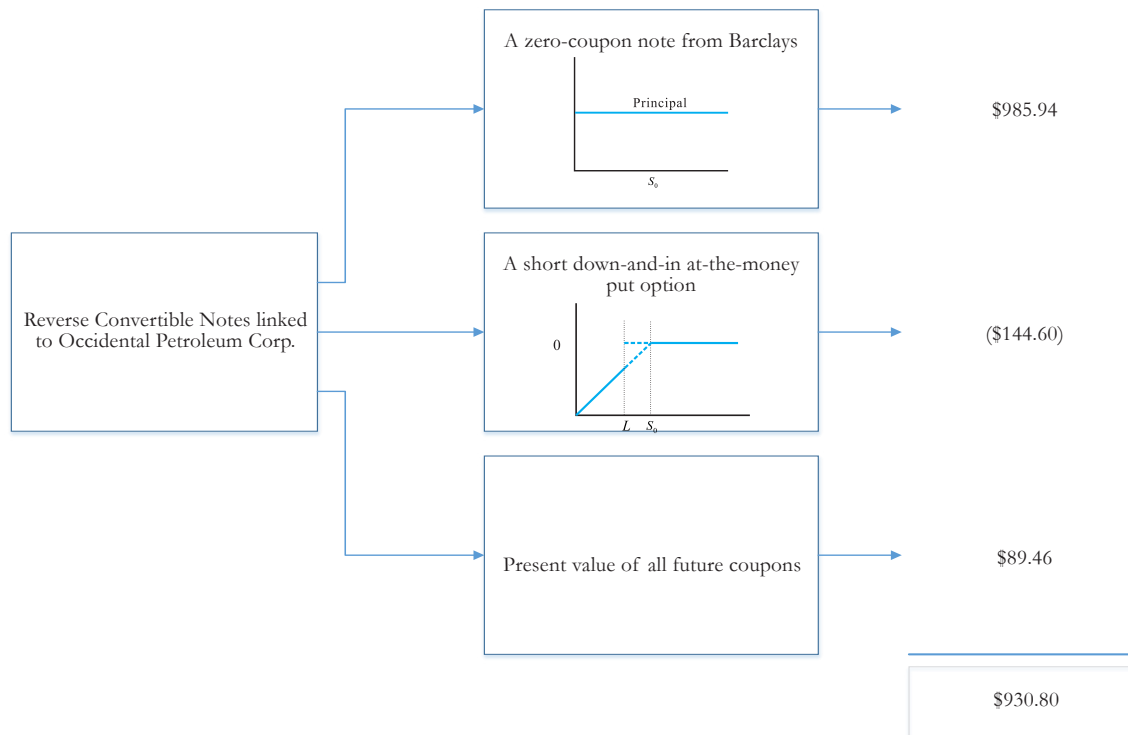 A zero-coupon note from Barclays
Principal
S₀
$985.94
Reverse Convertible Notes linked
to Occidental Petroleum Corp.
A short down-and-in at-the-money
put option
0
L S₀
($144.60)
Present value of all future coupons
$89.46
$930.80